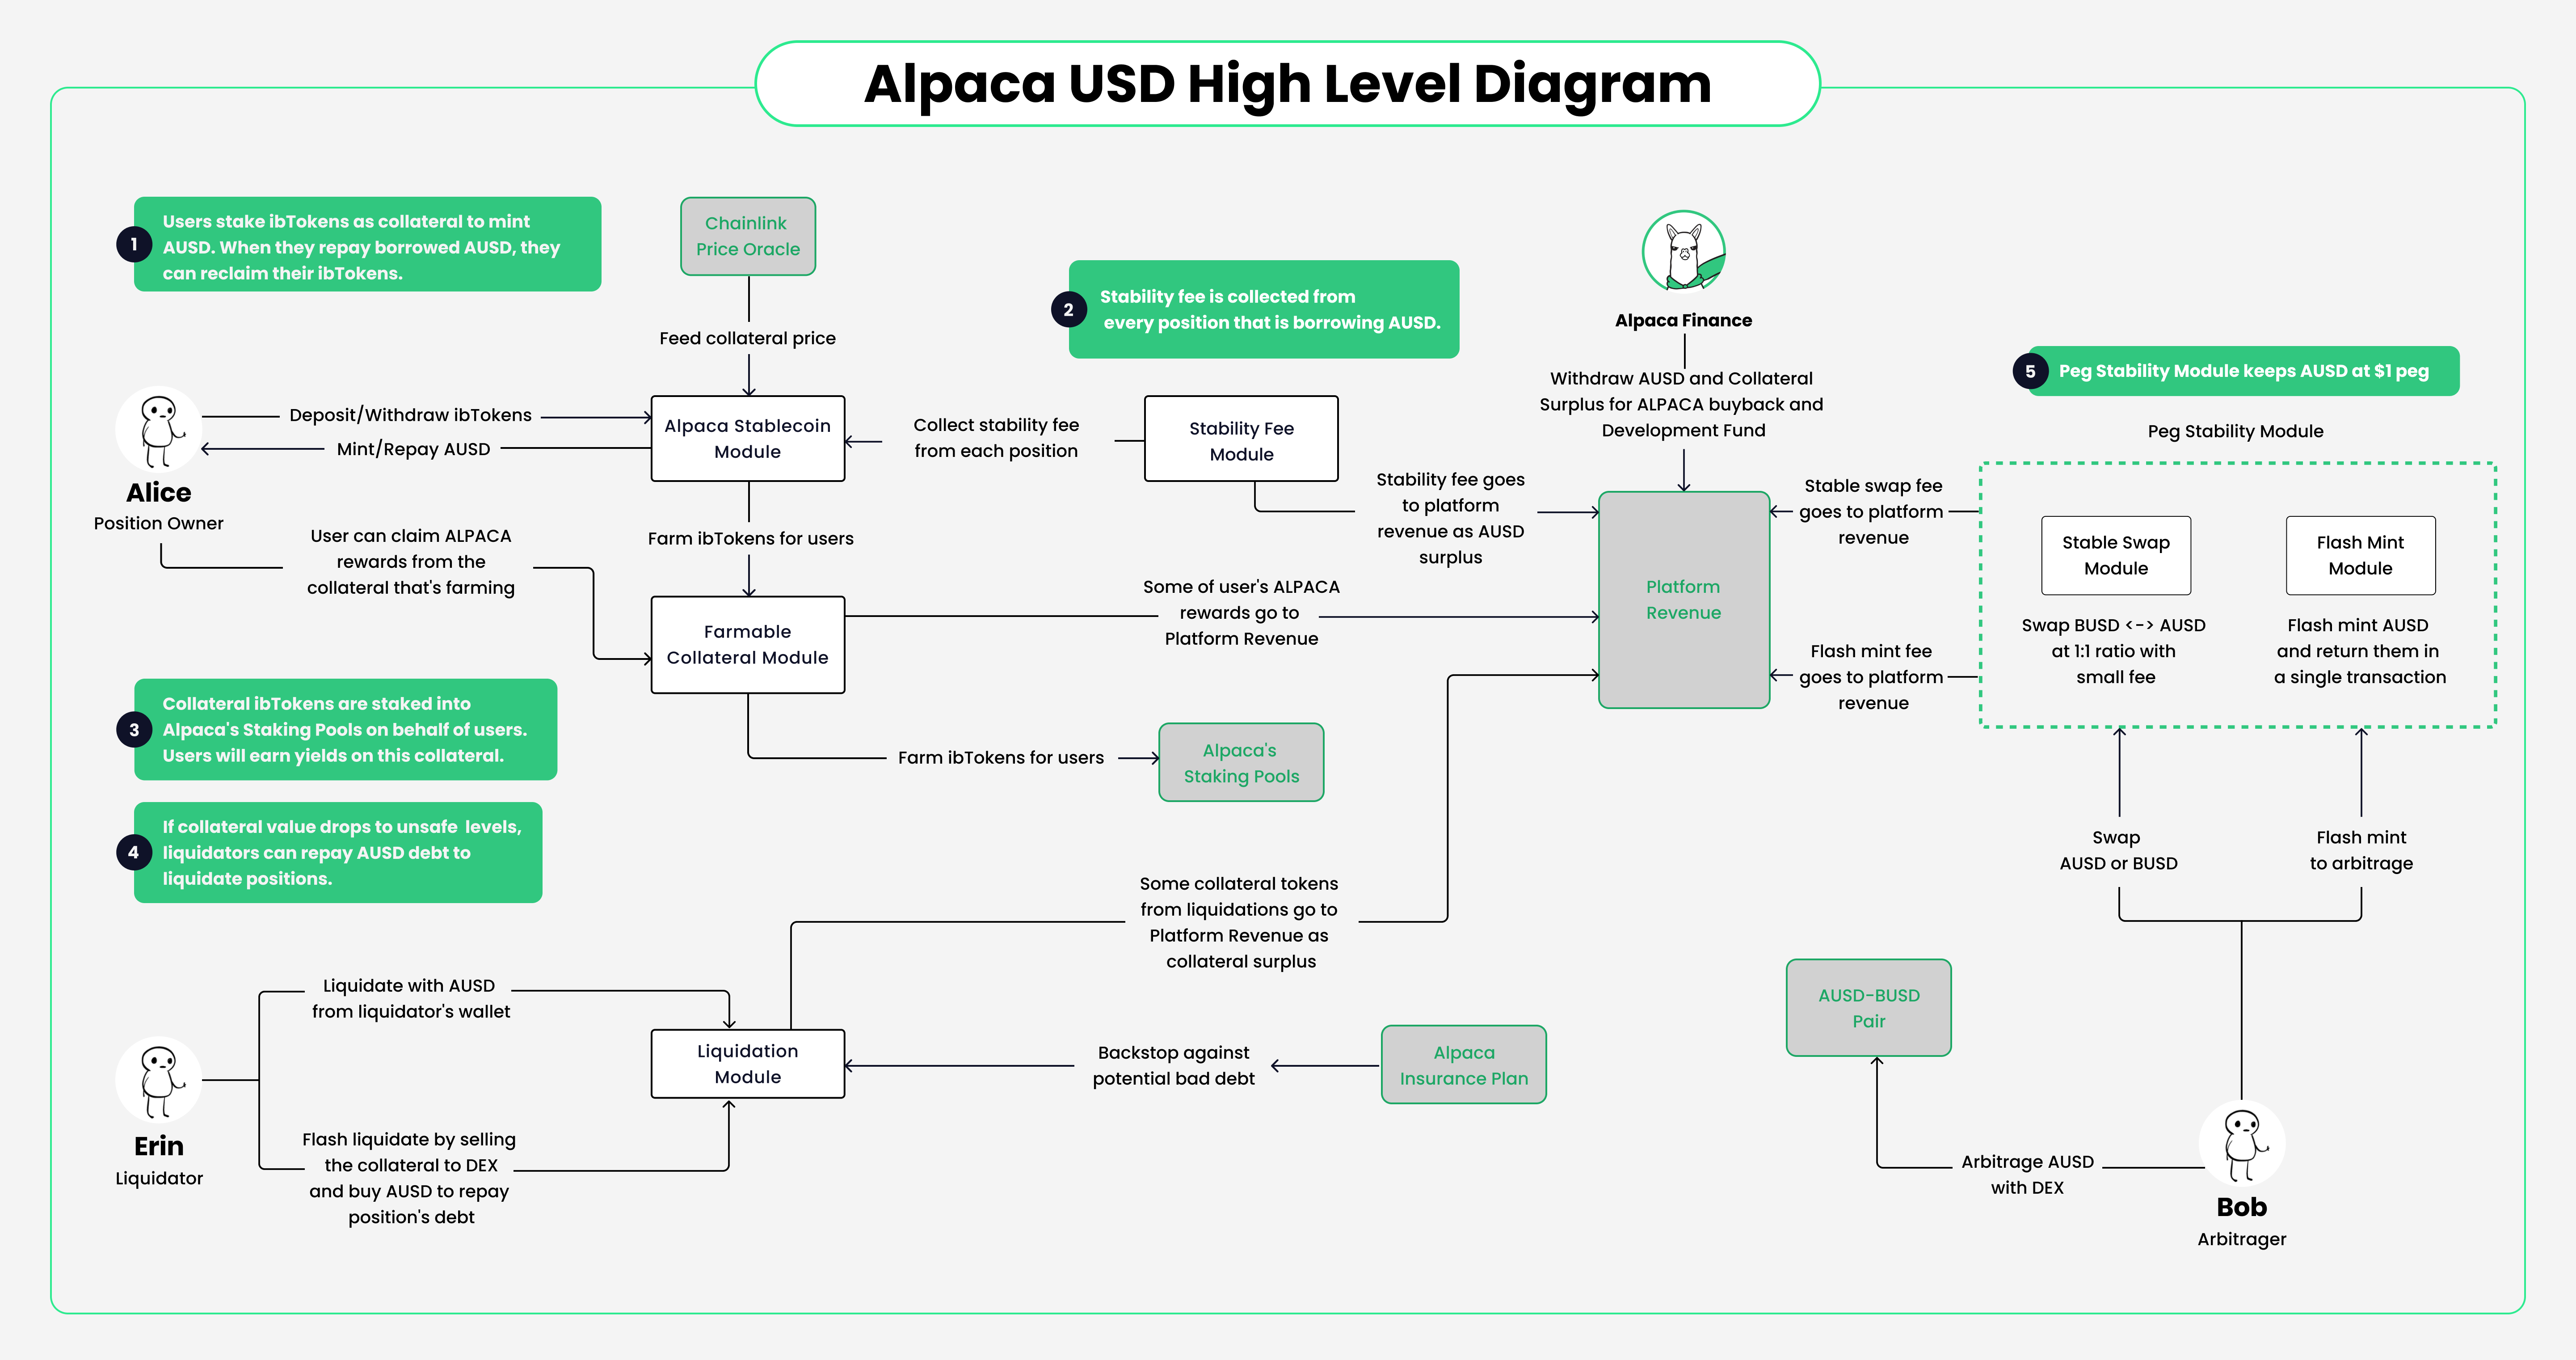 Alpaca USD High Level Diagram
1
Users stake ibTokens as collateral to mint
AUSD. When they repay borrowed AUSD, they
can reclaim their ibTokens.
Chainlink
Price Oracle
Feed collateral price
2
Stability fee is collected from
every position that is borrowing AUSD.
Alpaca Finance
Withdraw AUSD and Collateral
Surplus for ALPACA buyback and
Development Fund
5
Peg Stability Module keeps AUSD at $1 peg
Peg Stability Module
Alice
Position Owner
Deposit/Withdraw ibTokens
Mint/Repay AUSD
Alpaca Stablecoin
Module
Collect stability fee
from each position
Stability Fee
Module
Stability fee goes
to platform
revenue as AUSD
surplus
Stable swap fee
goes to platform
revenue
Stable Swap
Module
Swap BUSD <-> AUSD
at 1:1 ratio with
small fee
Flash Mint
Module
Flash mint AUSD
and return them in
a single transaction
User can claim ALPACA
rewards from the
collateral that's farming
Farm ibTokens for users
Farmable
Collateral Module
Some of user's ALPACA
rewards go to
Platform Revenue
Platform
Revenue
Flash mint fee
goes to platform
revenue
3
Collateral ibTokens are staked into
Alpaca's Staking Pools on behalf of users.
Users will earn yields on this collateral.
Farm ibTokens for users
Alpaca's
Staking Pools
4
If collateral value drops to unsafe levels,
liquidators can repay AUSD debt to
liquidate positions.
Some collateral tokens
from liquidations go to
Platform Revenue as
collateral surplus
Swap
AUSD or BUSD
Flash mint
to arbitrage
Erin
Liquidator
Liquidate with AUSD
from liquidator's wallet
Flash liquidate by selling
the collateral to DEX
and buy AUSD to repay
position's debt
Liquidation
Module
Backstop against
potential bad debt
Alpaca
Insurance Plan
AUSD-BUSD
Pair
Arbitrage AUSD
with DEX
Bob
Arbitrager